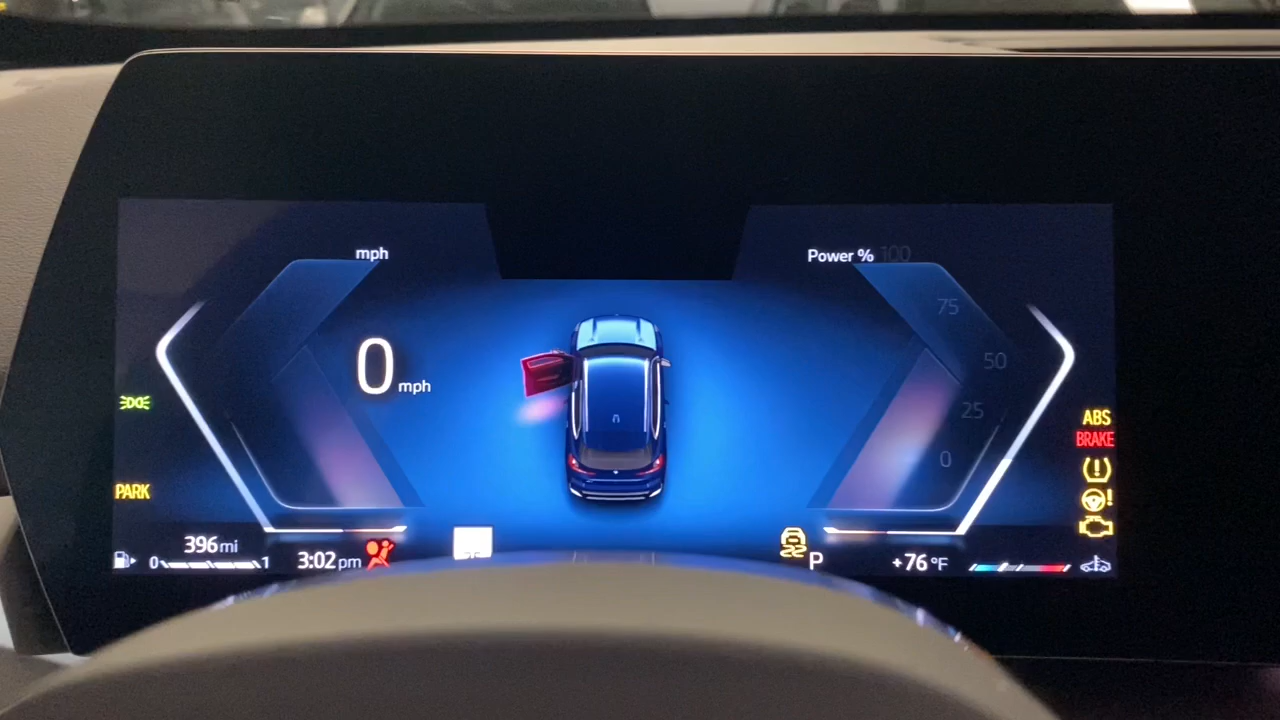 mph
Power % 100
75
0 mph
50
25
ABS
BRAKE
0
PARK
396 mi
0 1
3:02 pm
P
+76 °F